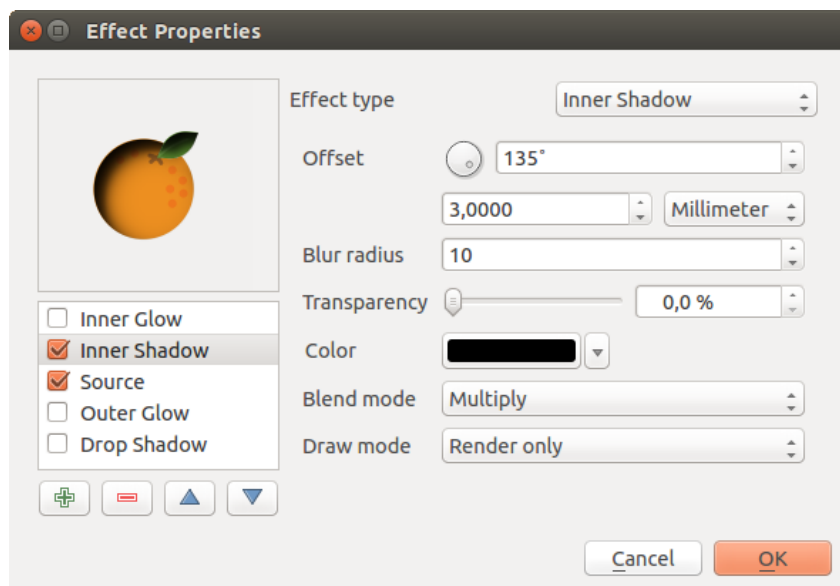 Effect Properties
Effect type
Inner Shadow
Offset
135°
3,0000
Millimeter
Blur radius
10
Transparency
0,0 %
Color
Blend mode
Multiply
Draw mode
Render only
Inner Glow
Inner Shadow
Source
Outer Glow
Drop Shadow
Cancel
OK